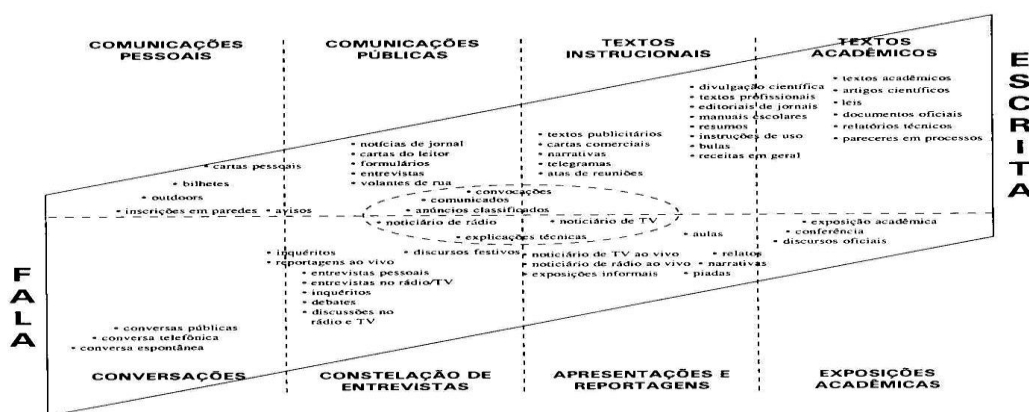 COMUNICAÇÕES
PESSOAIS
COMUNICAÇÕES
PÚBLICAS
TEXTOS
INSTRUCIONAIS
TEXTOS
ACADÊMICOS
ESCRITA
• cartas pessoais
• bilhetes
• outdoors
• inscrições em paredes
• avisos
• notícias de jornal
• cartas do leitor
• formulários
• entrevistas
• volantes de rua
• textos publicitários
• cartas comerciais
• narrativas
• telegramas
• atas de reuniões
• divulgação científica
• textos profissionais
• editoriais de jornais
• manuais escolares
• resumos
• instruções de uso
• bulas
• receitas em geral
• textos acadêmicos
• artigos científicos
• leis
• documentos oficiais
• relatórios técnicos
• pareceres em processos
• convocações
• comunicados
• anúncios classificados
• noticiário de rádio
• noticiário de TV
• explicações técnicas
FALA
• conversas públicas
• conversa telefônica
• conversa espontânea
• inquéritos
• reportagens ao vivo
• entrevistas pessoais
• entrevistas no rádio/TV
• inquéritos
• debates
• discussões no
rádio e TV
• discursos festivos
• noticiário de TV ao vivo
• noticiário de rádio ao vivo
• exposições informais
• aulas
• relatos
• narrativas
• piadas
• exposição acadêmica
• conferência
• discursos oficiais
CONVERSAÇÕES
CONSTELAÇÃO DE
ENTREVISTAS
APRESENTAÇÕES E
REPORTAGENS
EXPOSIÇÕES
ACADÊMICAS